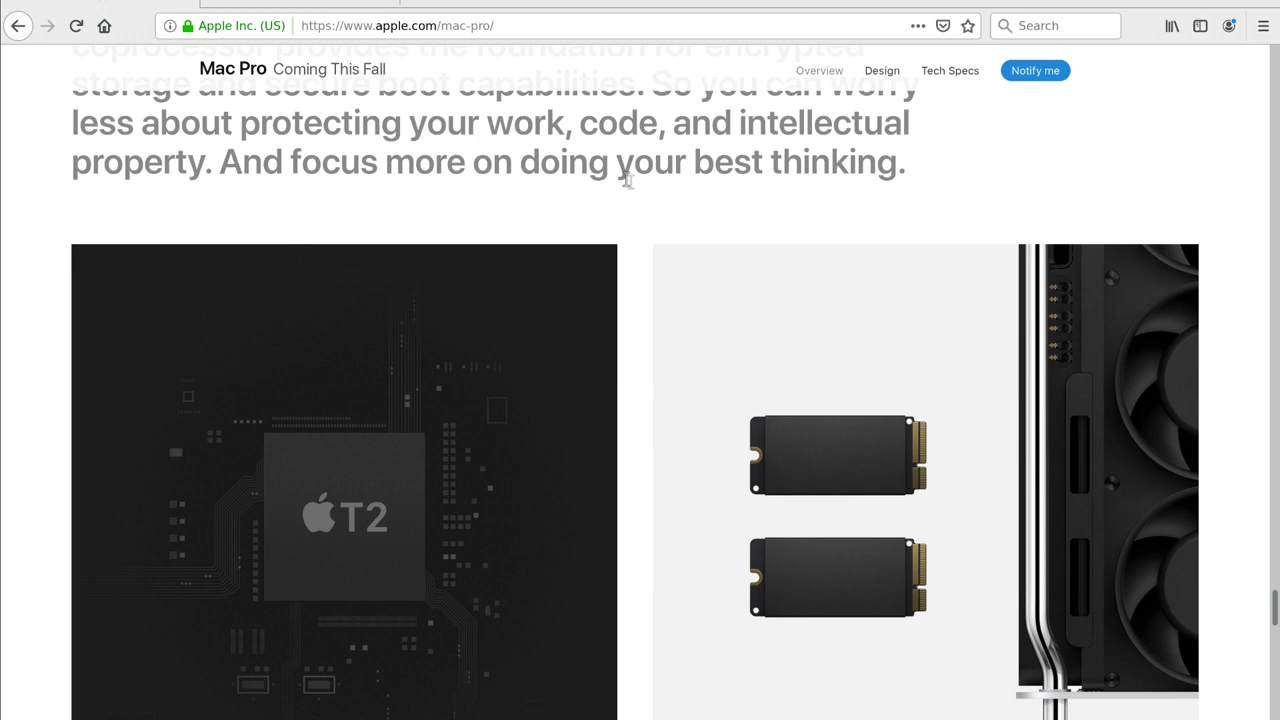 Apple Inc. (US)
https://www.apple.com/mac-pro/
Search
coprocessor provides the foundation for encrypted
Mac Pro Coming This Fall
Overview
Design
Tech Specs
Notify me
storage and secure boot capabilities. So you can worry
less about protecting your work, code, and intellectual
property. And focus more on doing your best thinking.
T2